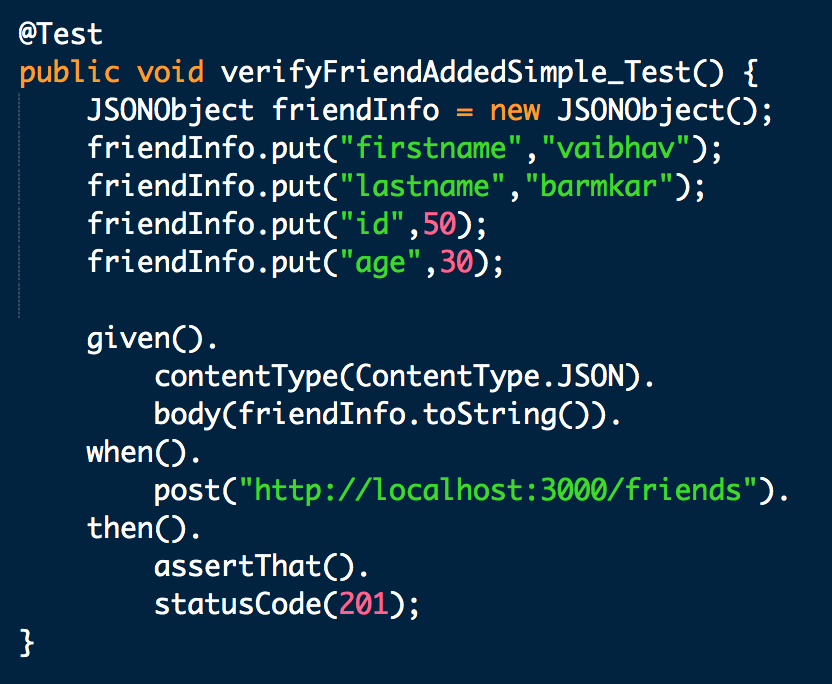 @Test
public void verifyFriendAddedSimple_Test() {
    JSONObject friendInfo = new JSONObject();
    friendInfo.put("firstname","vaibhav");
    friendInfo.put("lastname","barmkar");
    friendInfo.put("id",50);
    friendInfo.put("age",30);

    given().
        contentType(ContentType.JSON).
        body(friendInfo.toString()).
    when().
        post("http://localhost:3000/friends").
    then().
        assertThat().
        statusCode(201);
}